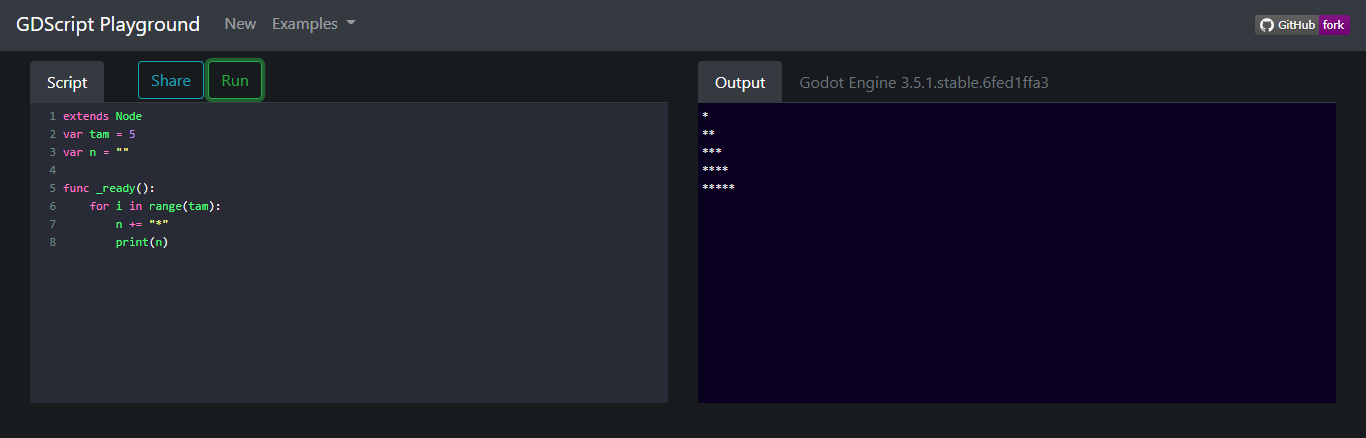 GDScript Playground New Examples GitHub fork
Script Share Run
1 extends Node
2 var tam = 5
3 var n = ""
4
5 func _ready():
6     for i in range(tam):
7         n += "*"
8         print(n)
Output Godot Engine 3.5.1.stable.6fed1ffa3
*
**
***
****
*****